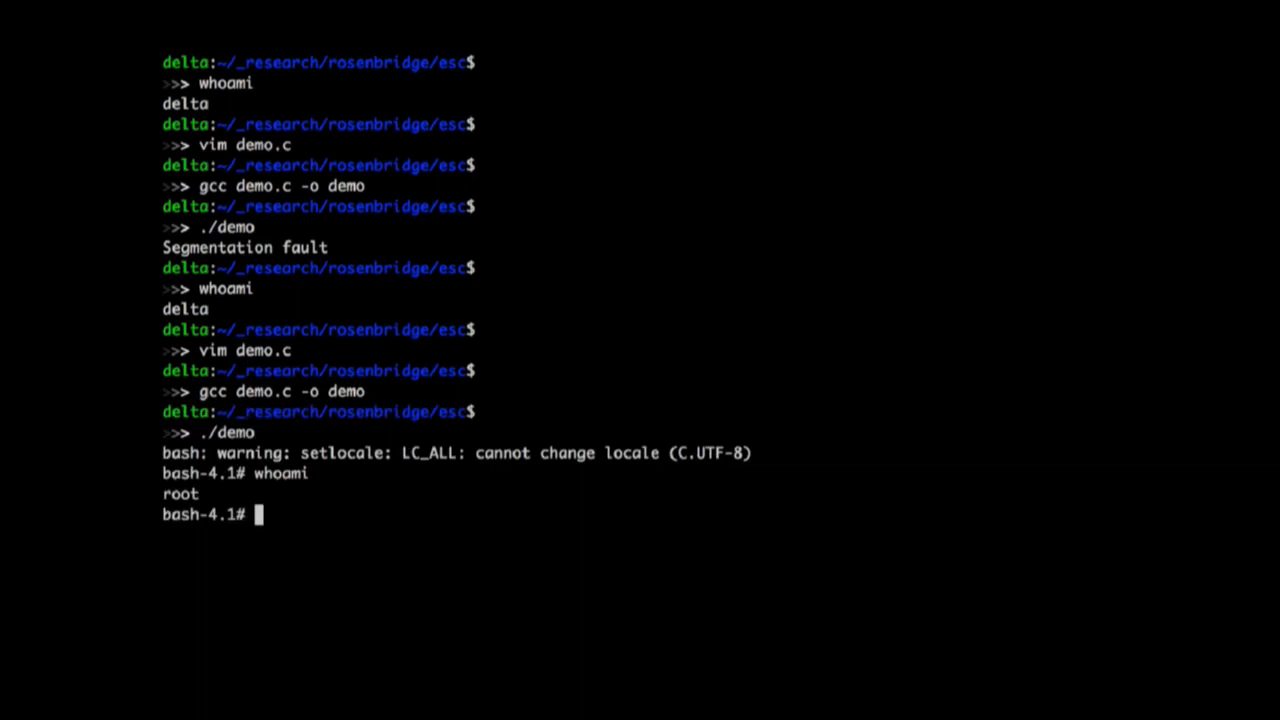 delta:~/_research/rosenbridge/esc$
>>> whoami
delta
delta:~/_research/rosenbridge/esc$
>>> vim demo.c
delta:~/_research/rosenbridge/esc$
>>> gcc demo.c -o demo
delta:~/_research/rosenbridge/esc$
>>> ./demo
Segmentation fault
delta:~/_research/rosenbridge/esc$
>>> whoami
delta
delta:~/_research/rosenbridge/esc$
>>> vim demo.c
delta:~/_research/rosenbridge/esc$
>>> gcc demo.c -o demo
delta:~/_research/rosenbridge/esc$
>>> ./demo
bash: warning: setlocale: LC_ALL: cannot change locale (C.UTF-8)
bash-4.1# whoami
root
bash-4.1#